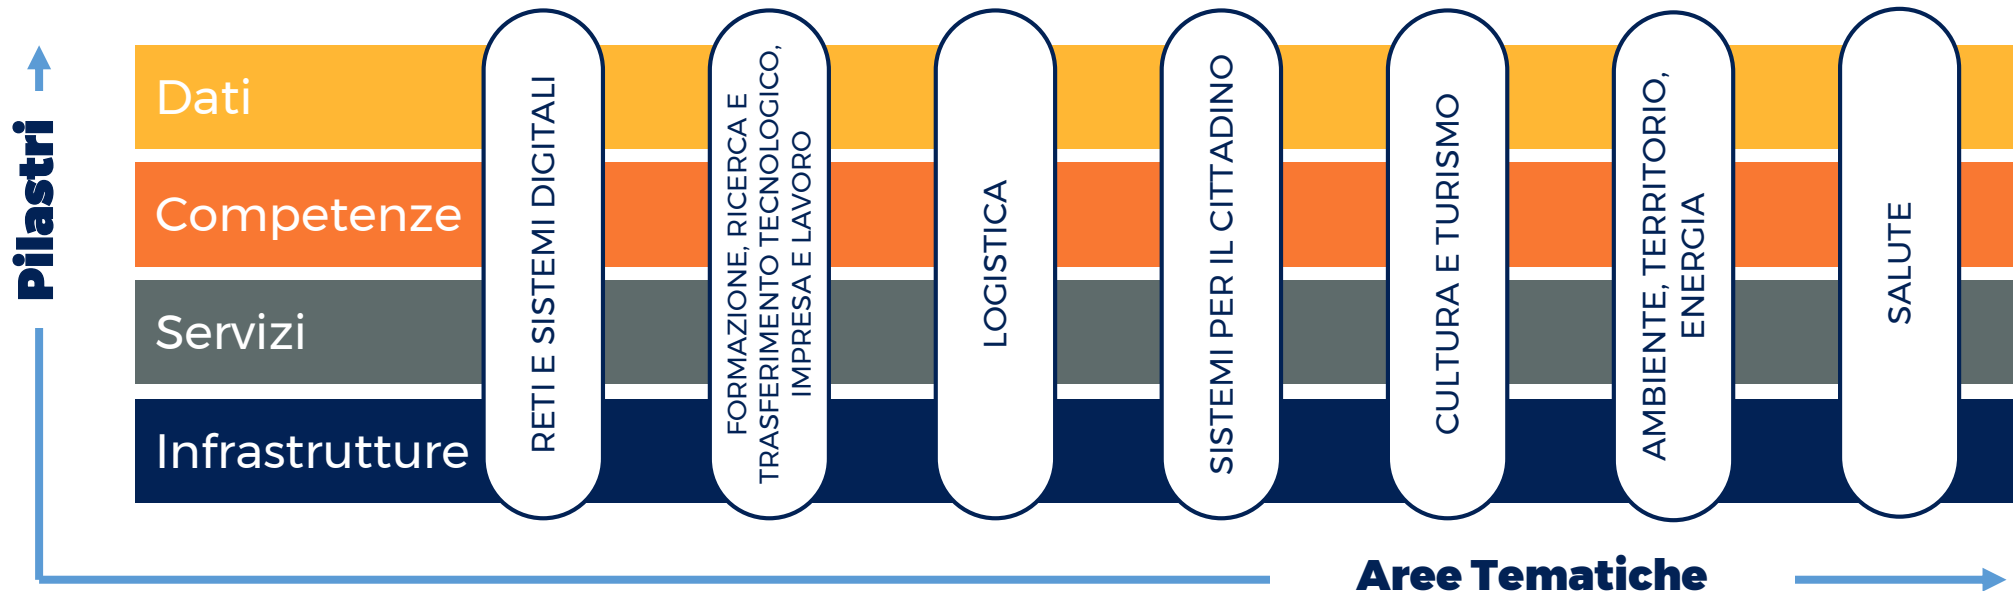 Pilastri
Dati
Competenze
Servizi
Infrastrutture
RETI E SISTEMI DIGITALI
FORMAZIONE, RICERCA E
TRASFERIMENTO TECNOLOGICO,
IMPRESA E LAVORO
LOGISTICA
SISTEMI PER IL CITTADINO
CULTURA E TURISMO
AMBIENTE, TERRITORIO,
ENERGIA
SALUTE
Aree Tematiche